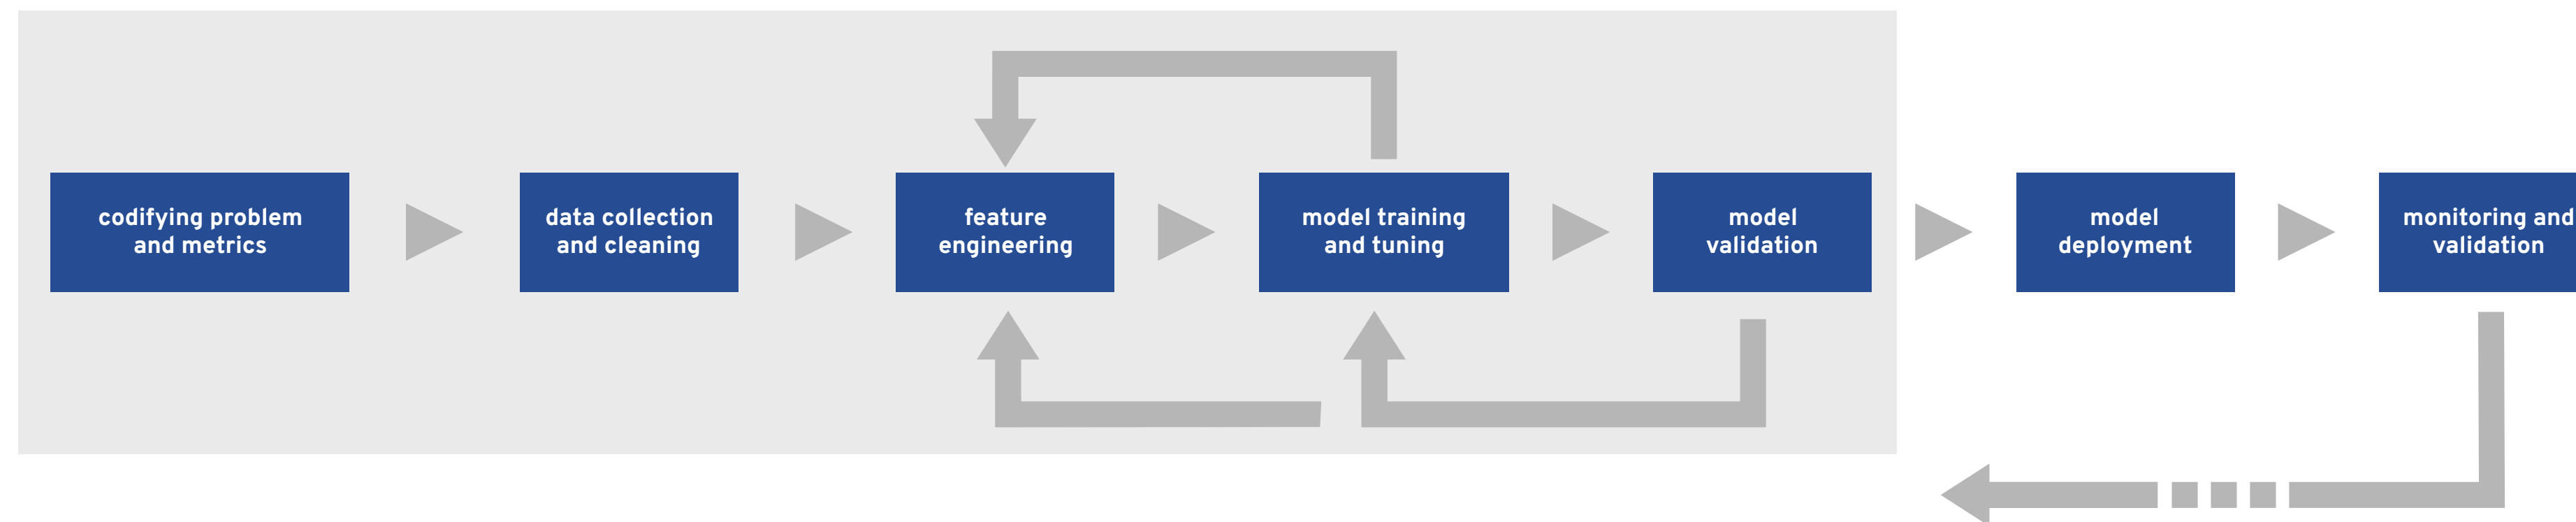 codifying problem
and metrics
data collection
and cleaning
feature
engineering
model training
and tuning
model
validation
model
deployment
monitoring and
validation